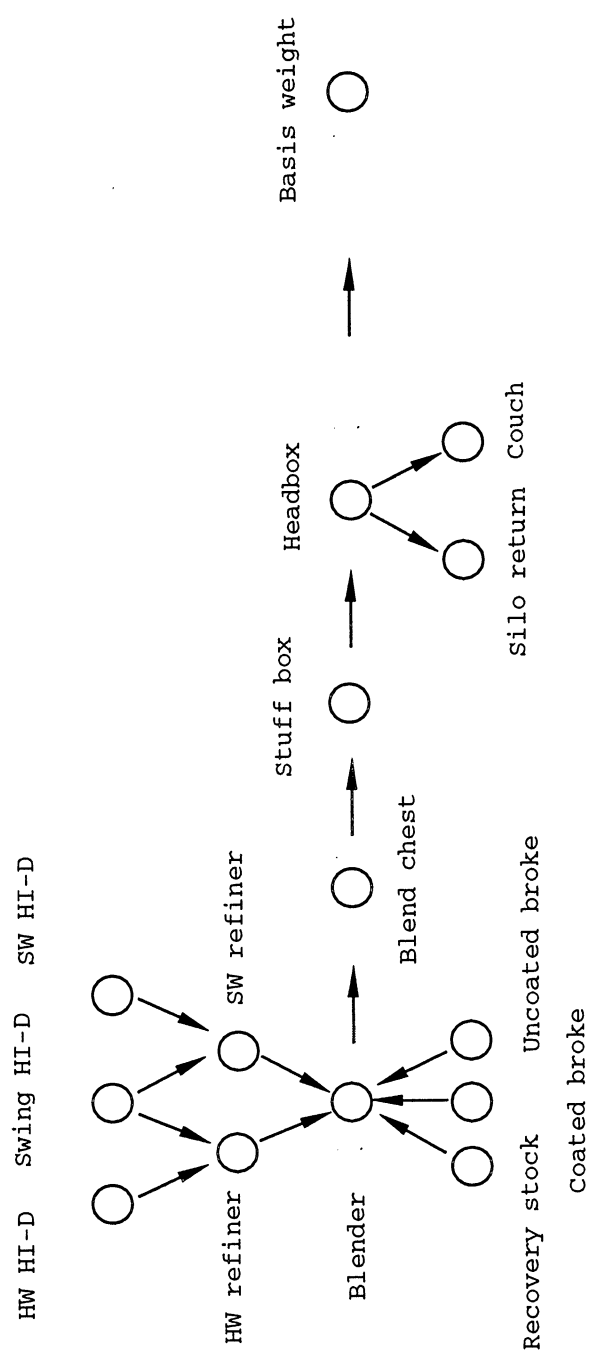 HW HI-D
Swing HI-D
SW HI-D
HW refiner
SW refiner
Blender
Blend chest
Stuff box
Headbox
Basis weight
Recovery stock
Uncoated broke
Silo return
Couch
Coated broke